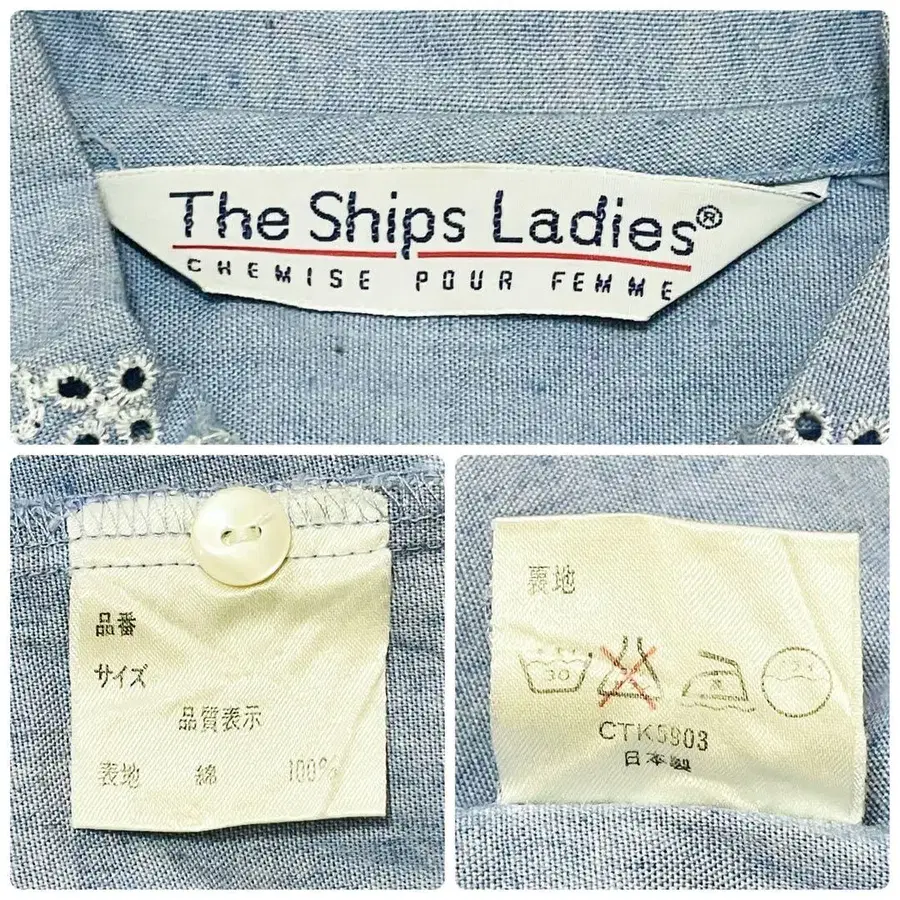 The Ships Ladies®
CHEMISE POUR FEMME
品番
サイズ
品質表示
表地 綿 100%
裏地
30
CTK5903
日本製